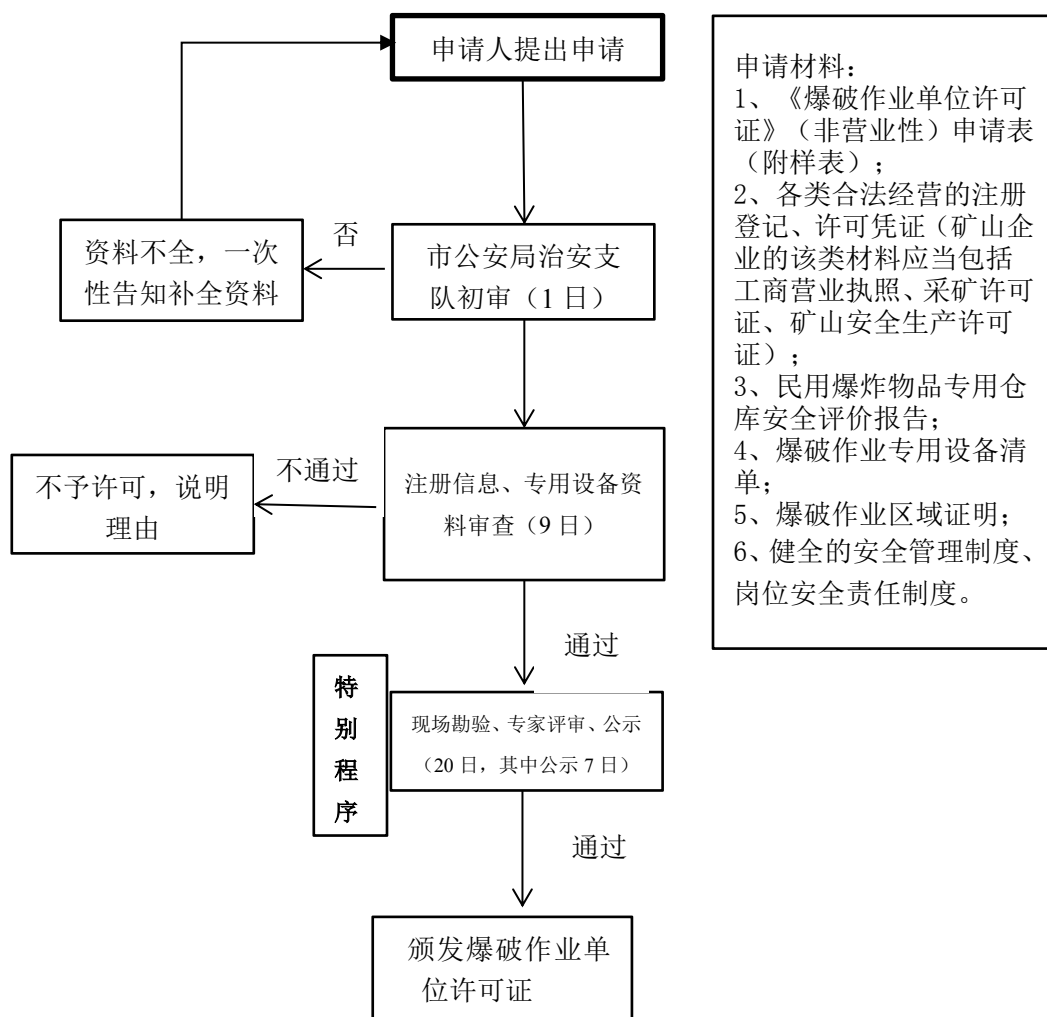 申请人提出申请
否
资料不全，一次
性告知补全资料
市公安局治安支
队初审（1 日）
不通过
不予许可，说明
理由
注册信息、专用设备资
料审查（9 日）
通过
特
别
程
序
现场勘验、专家评审、公示
（20 日，其中公示 7 日）
通过
颁发爆破作业单
位许可证
申请材料：
1、《爆破作业单位许可
证》（非营业性）申请表
（附样表）；
2、各类合法经营的注册
登记、许可凭证（矿山企
业的该类材料应当包括
工商营业执照、采矿许可
证、矿山安全生产许可
证）；
3、民用爆炸物品专用仓
库安全评价报告；
4、爆破作业专用设备清
单；
5、爆破作业区域证明；
6、健全的安全管理制度、
岗位安全责任制度。